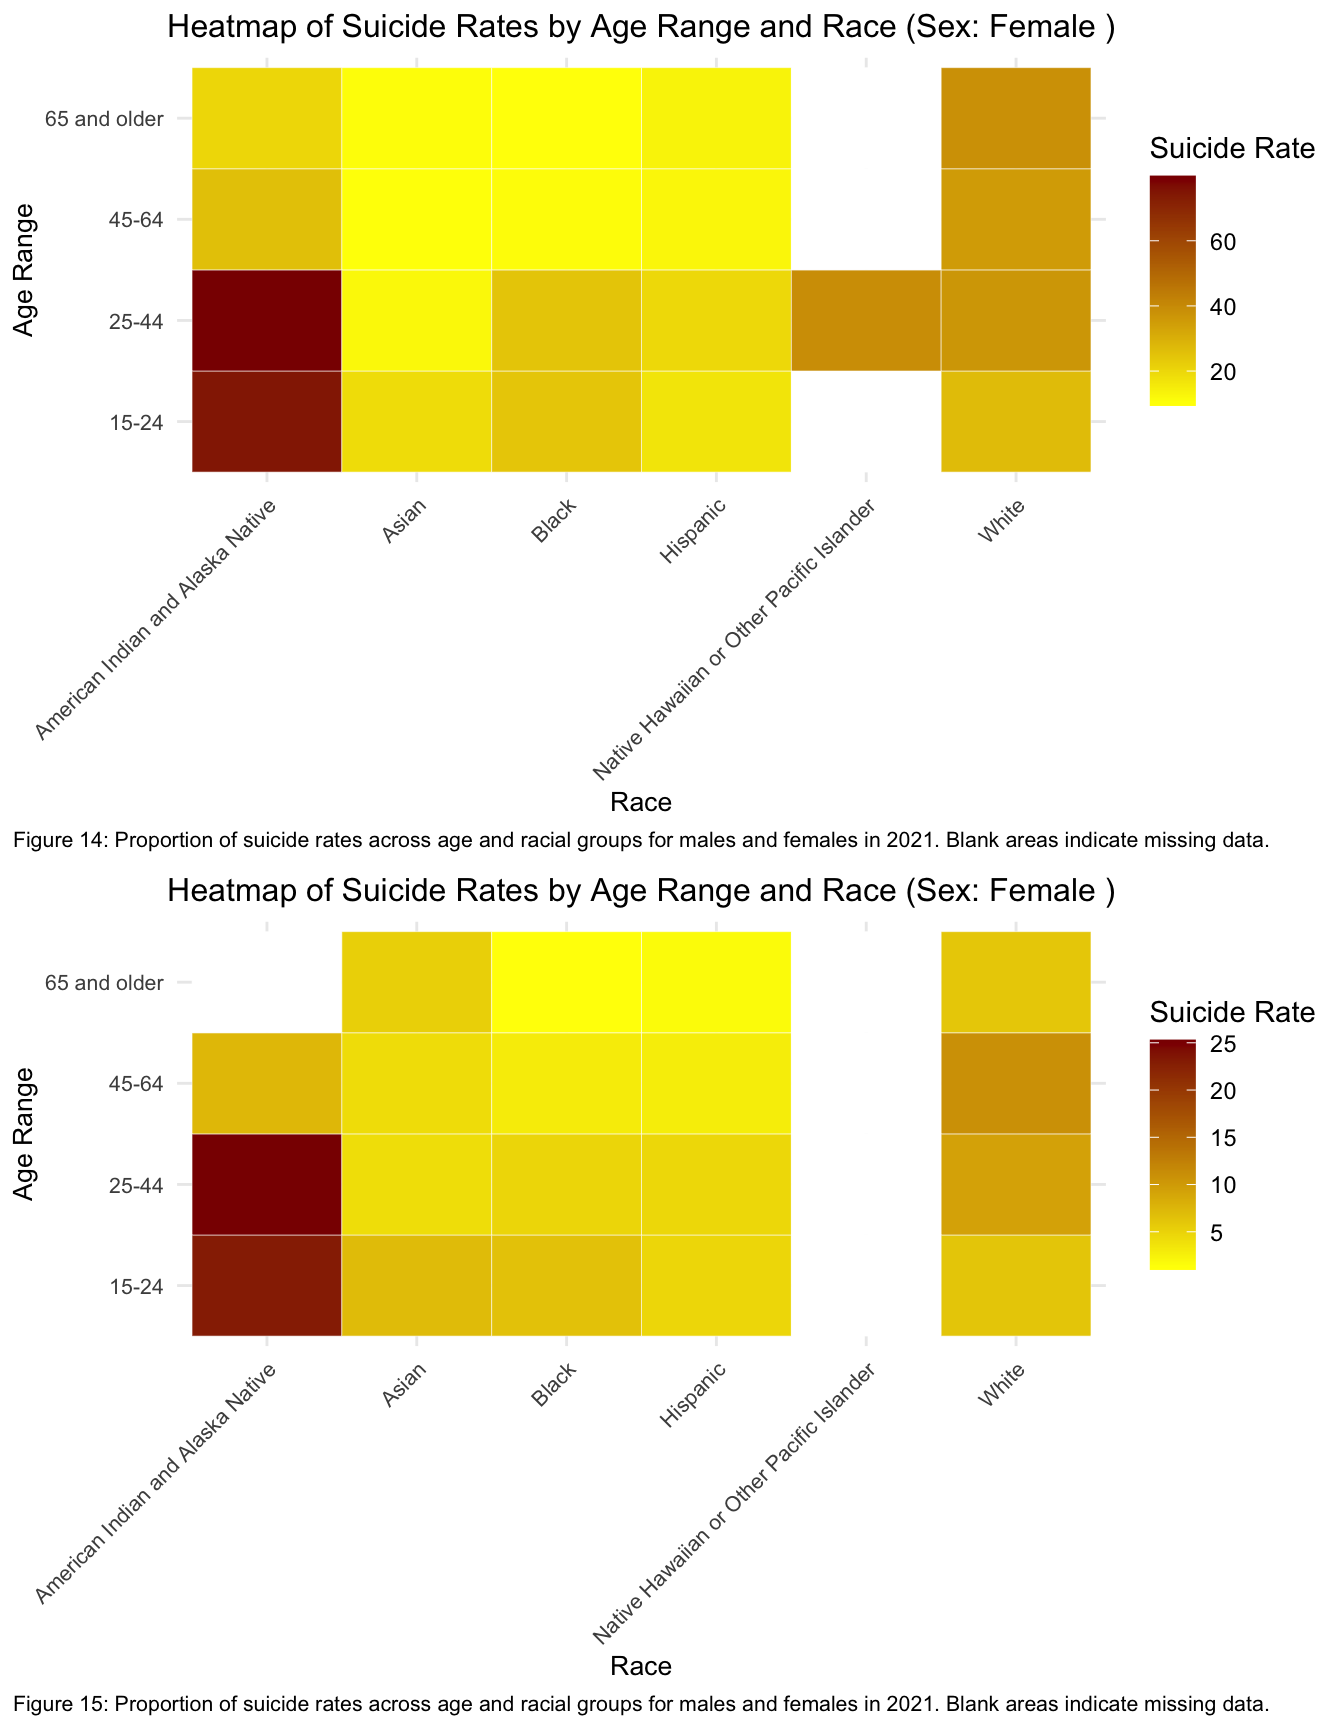 Heatmap of Suicide Rates by Age Range and Race (Sex: Female )
65 and older
45-64
25-44
15-24
Age Range
Suicide Rate
60
40
20
American Indian and Alaska Native
Asian
Black
Hispanic
Native Hawaiian or Other Pacific Islander
White
Race
Figure 14: Proportion of suicide rates across age and racial groups for males and females in 2021. Blank areas indicate missing data.
Heatmap of Suicide Rates by Age Range and Race (Sex: Female )
65 and older
45-64
25-44
15-24
Age Range
Suicide Rate
25
20
15
10
5
American Indian and Alaska Native
Asian
Black
Hispanic
Native Hawaiian or Other Pacific Islander
White
Race
Figure 15: Proportion of suicide rates across age and racial groups for males and females in 2021. Blank areas indicate missing data.